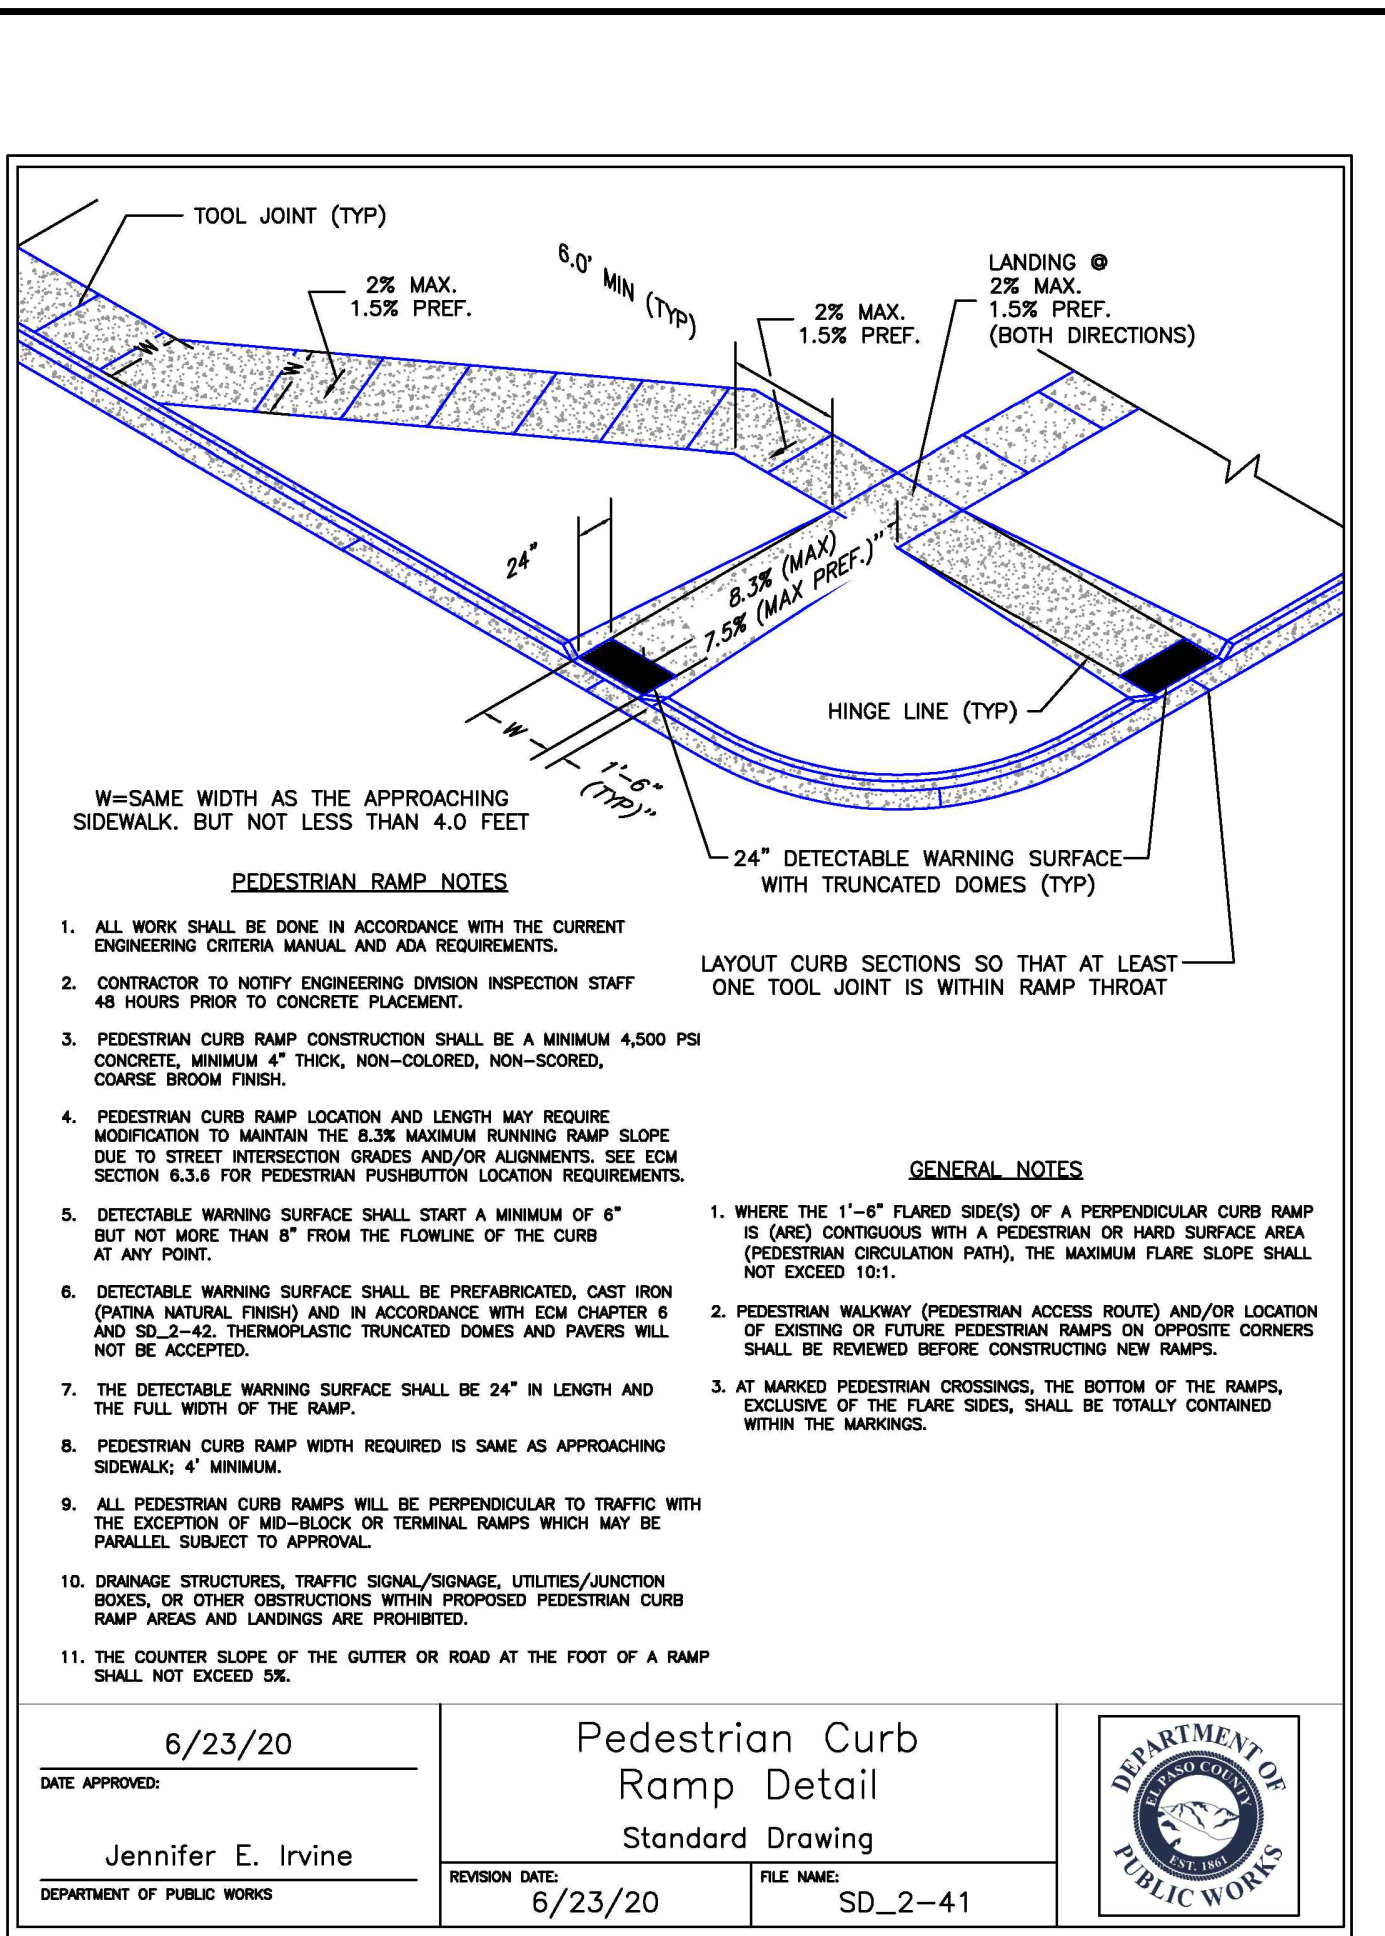 TOOL JOINT (TYP)
2% MAX.
1.5% PREF.
6.0' MIN (TYP)
2% MAX.
1.5% PREF.
LANDING @
2% MAX.
1.5% PREF.
(BOTH DIRECTIONS)
W
W
24"
8.3% (MAX)
7.5% (MAX PREF.)"
HINGE LINE (TYP)
W
1'-6"
(TYP)"
W=SAME WIDTH AS THE APPROACHING
SIDEWALK. BUT NOT LESS THAN 4.0 FEET
24" DETECTABLE WARNING SURFACE
WITH TRUNCATED DOMES (TYP)
LAYOUT CURB SECTIONS SO THAT AT LEAST
ONE TOOL JOINT IS WITHIN RAMP THROAT
PEDESTRIAN RAMP NOTES
1. ALL WORK SHALL BE DONE IN ACCORDANCE WITH THE CURRENT
ENGINEERING CRITERIA MANUAL AND ADA REQUIREMENTS.
2. CONTRACTOR TO NOTIFY ENGINEERING DIVISION INSPECTION STAFF
48 HOURS PRIOR TO CONCRETE PLACEMENT.
3. PEDESTRIAN CURB RAMP CONSTRUCTION SHALL BE A MINIMUM 4,500 PSI
CONCRETE, MINIMUM 4" THICK, NON-COLORED, NON-SCORED,
COARSE BROOM FINISH.
4. PEDESTRIAN CURB RAMP LOCATION AND LENGTH MAY REQUIRE
MODIFICATION TO MAINTAIN THE 8.3% MAXIMUM RUNNING RAMP SLOPE
DUE TO STREET INTERSECTION GRADES AND/OR ALIGNMENTS. SEE ECM
SECTION 6.3.6 FOR PEDESTRIAN PUSHBUTTON LOCATION REQUIREMENTS.
5. DETECTABLE WARNING SURFACE SHALL START A MINIMUM OF 6"
BUT NOT MORE THAN 8" FROM THE FLOWLINE OF THE CURB
AT ANY POINT.
6. DETECTABLE WARNING SURFACE SHALL BE PREFABRICATED, CAST IRON
(PATINA NATURAL FINISH) AND IN ACCORDANCE WITH ECM CHAPTER 6
AND SD_2-42. THERMOPLASTIC TRUNCATED DOMES AND PAVERS WILL
NOT BE ACCEPTED.
7. THE DETECTABLE WARNING SURFACE SHALL BE 24" IN LENGTH AND
THE FULL WIDTH OF THE RAMP.
8. PEDESTRIAN CURB RAMP WIDTH REQUIRED IS SAME AS APPROACHING
SIDEWALK; 4' MINIMUM.
9. ALL PEDESTRIAN CURB RAMPS WILL BE PERPENDICULAR TO TRAFFIC WITH
THE EXCEPTION OF MID-BLOCK OR TERMINAL RAMPS WHICH MAY BE
PARALLEL SUBJECT TO APPROVAL.
10. DRAINAGE STRUCTURES, TRAFFIC SIGNAL/SIGNAGE, UTILITIES/JUNCTION
BOXES, OR OTHER OBSTRUCTIONS WITHIN PROPOSED PEDESTRIAN CURB
RAMP AREAS AND LANDINGS ARE PROHIBITED.
11. THE COUNTER SLOPE OF THE GUTTER OR ROAD AT THE FOOT OF A RAMP
SHALL NOT EXCEED 5%.
GENERAL NOTES
1. WHERE THE 1'-6" FLARED SIDE(S) OF A PERPENDICULAR CURB RAMP
IS (ARE) CONTIGUOUS WITH A PEDESTRIAN OR HARD SURFACE AREA
(PEDESTRIAN CIRCULATION PATH), THE MAXIMUM FLARE SLOPE SHALL
NOT EXCEED 10:1.
2. PEDESTRIAN WALKWAY (PEDESTRIAN ACCESS ROUTE) AND/OR LOCATION
OF EXISTING OR FUTURE PEDESTRIAN RAMPS ON OPPOSITE CORNERS
SHALL BE REVIEWED BEFORE CONSTRUCTING NEW RAMPS.
3. AT MARKED PEDESTRIAN CROSSINGS, THE BOTTOM OF THE RAMPS,
EXCLUSIVE OF THE FLARE SIDES, SHALL BE TOTALLY CONTAINED
WITHIN THE MARKINGS.
6/23/20
DATE APPROVED:
Jennifer E. Irvine
DEPARTMENT OF PUBLIC WORKS
Pedestrian Curb
Ramp Detail
Standard Drawing
REVISION DATE:
6/23/20
FILE NAME:
SD_2-41
DEPARTMENT OF
EL PASO COUNTY
EST. 1861
PUBLIC WORKS